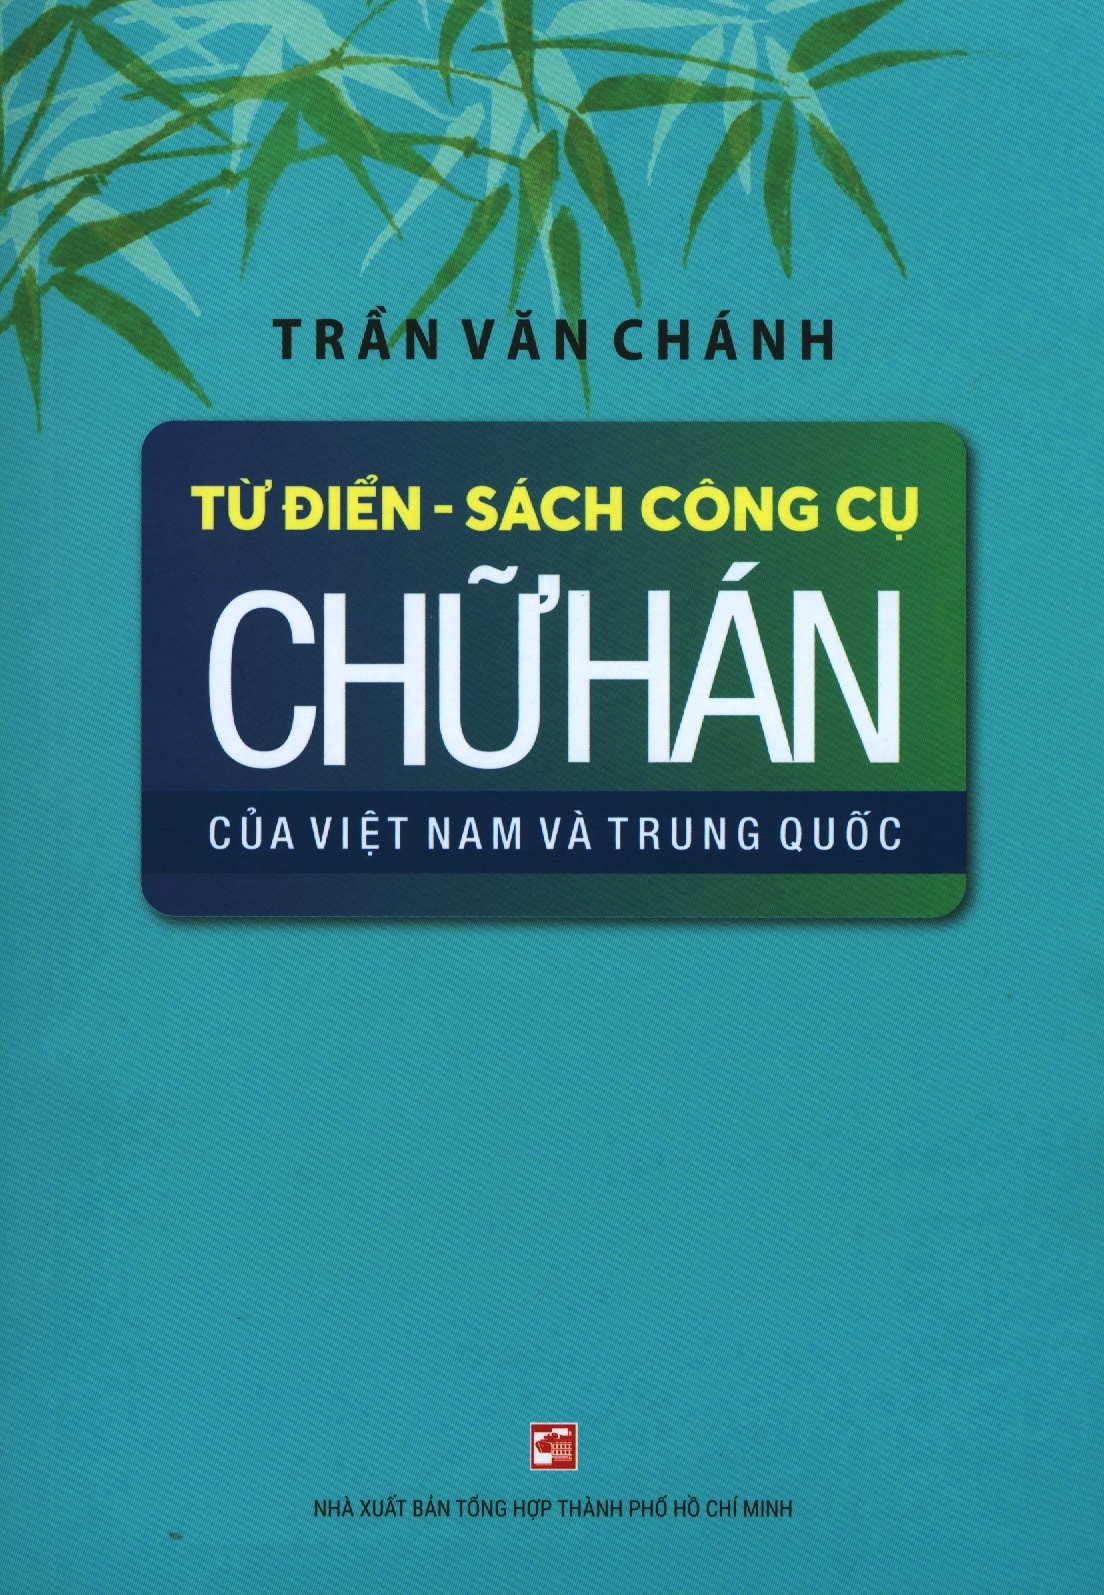 TRẦN VĂN CHÁNH
TỪ ĐIỂN - SÁCH CÔNG CỤ
CHỮ HÁN
CỦA VIỆT NAM VÀ TRUNG QUỐC
NHÀ XUẤT BẢN TỔNG HỢP THÀNH PHỐ HỒ CHÍ MINH